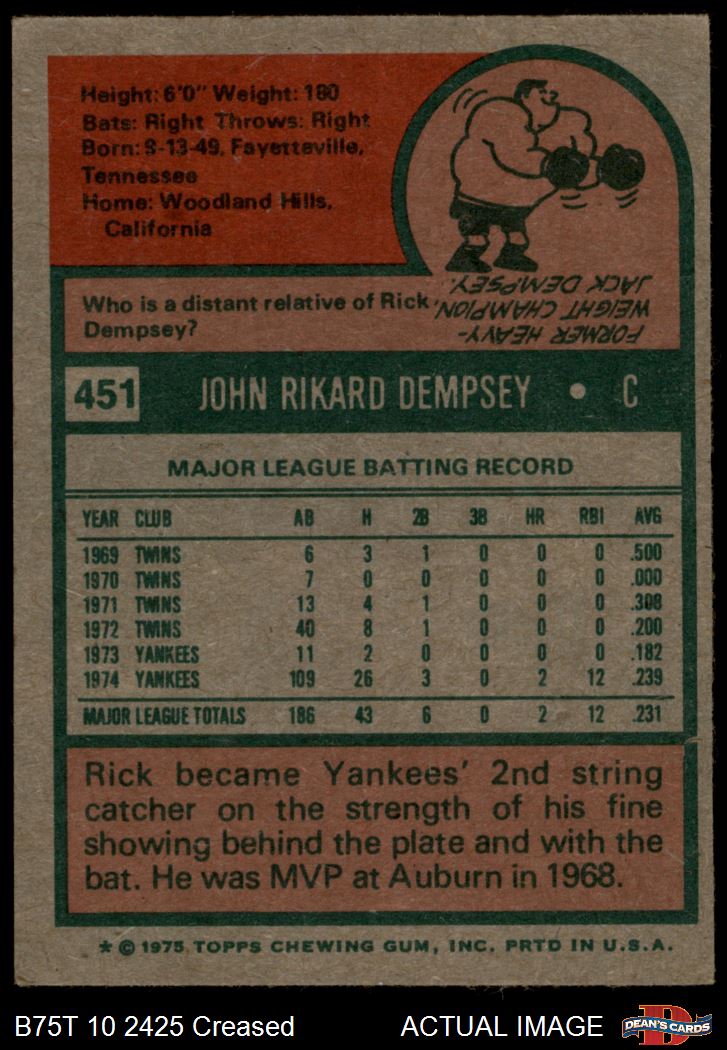 Height: 6'0" Weight: 180
Bats: Right Throws: Right
Born: 9-13-49, Fayetteville,
Tennessee
Home: Woodland Hills,
California
Who is a distant relative of Rick
Dempsey?
FORMER HEAVY-
WEIGHT CHAMPION,
JACK DEMPSEY.
451 JOHN RIKARD DEMPSEY • C
MAJOR LEAGUE BATTING RECORD
YEAR CLUB AB H 2B 3B HR RBI AVG
1969 TWINS 6 3 1 0 0 0 .500
1970 TWINS 7 0 0 0 0 0 .000
1971 TWINS 13 4 1 0 0 0 .308
1972 TWINS 40 8 1 0 0 0 .200
1973 YANKEES 11 2 0 0 0 0 .182
1974 YANKEES 109 26 3 0 2 12 .239
MAJOR LEAGUE TOTALS 186 43 6 0 2 12 .231
Rick became Yankees' 2nd string
catcher on the strength of his fine
showing behind the plate and with the
bat. He was MVP at Auburn in 1968.
* © 1975 TOPPS CHEWING GUM, INC. PRTD IN U.S.A.
B75T 10 2425 Creased ACTUAL IMAGE
DEAN'S CARDS